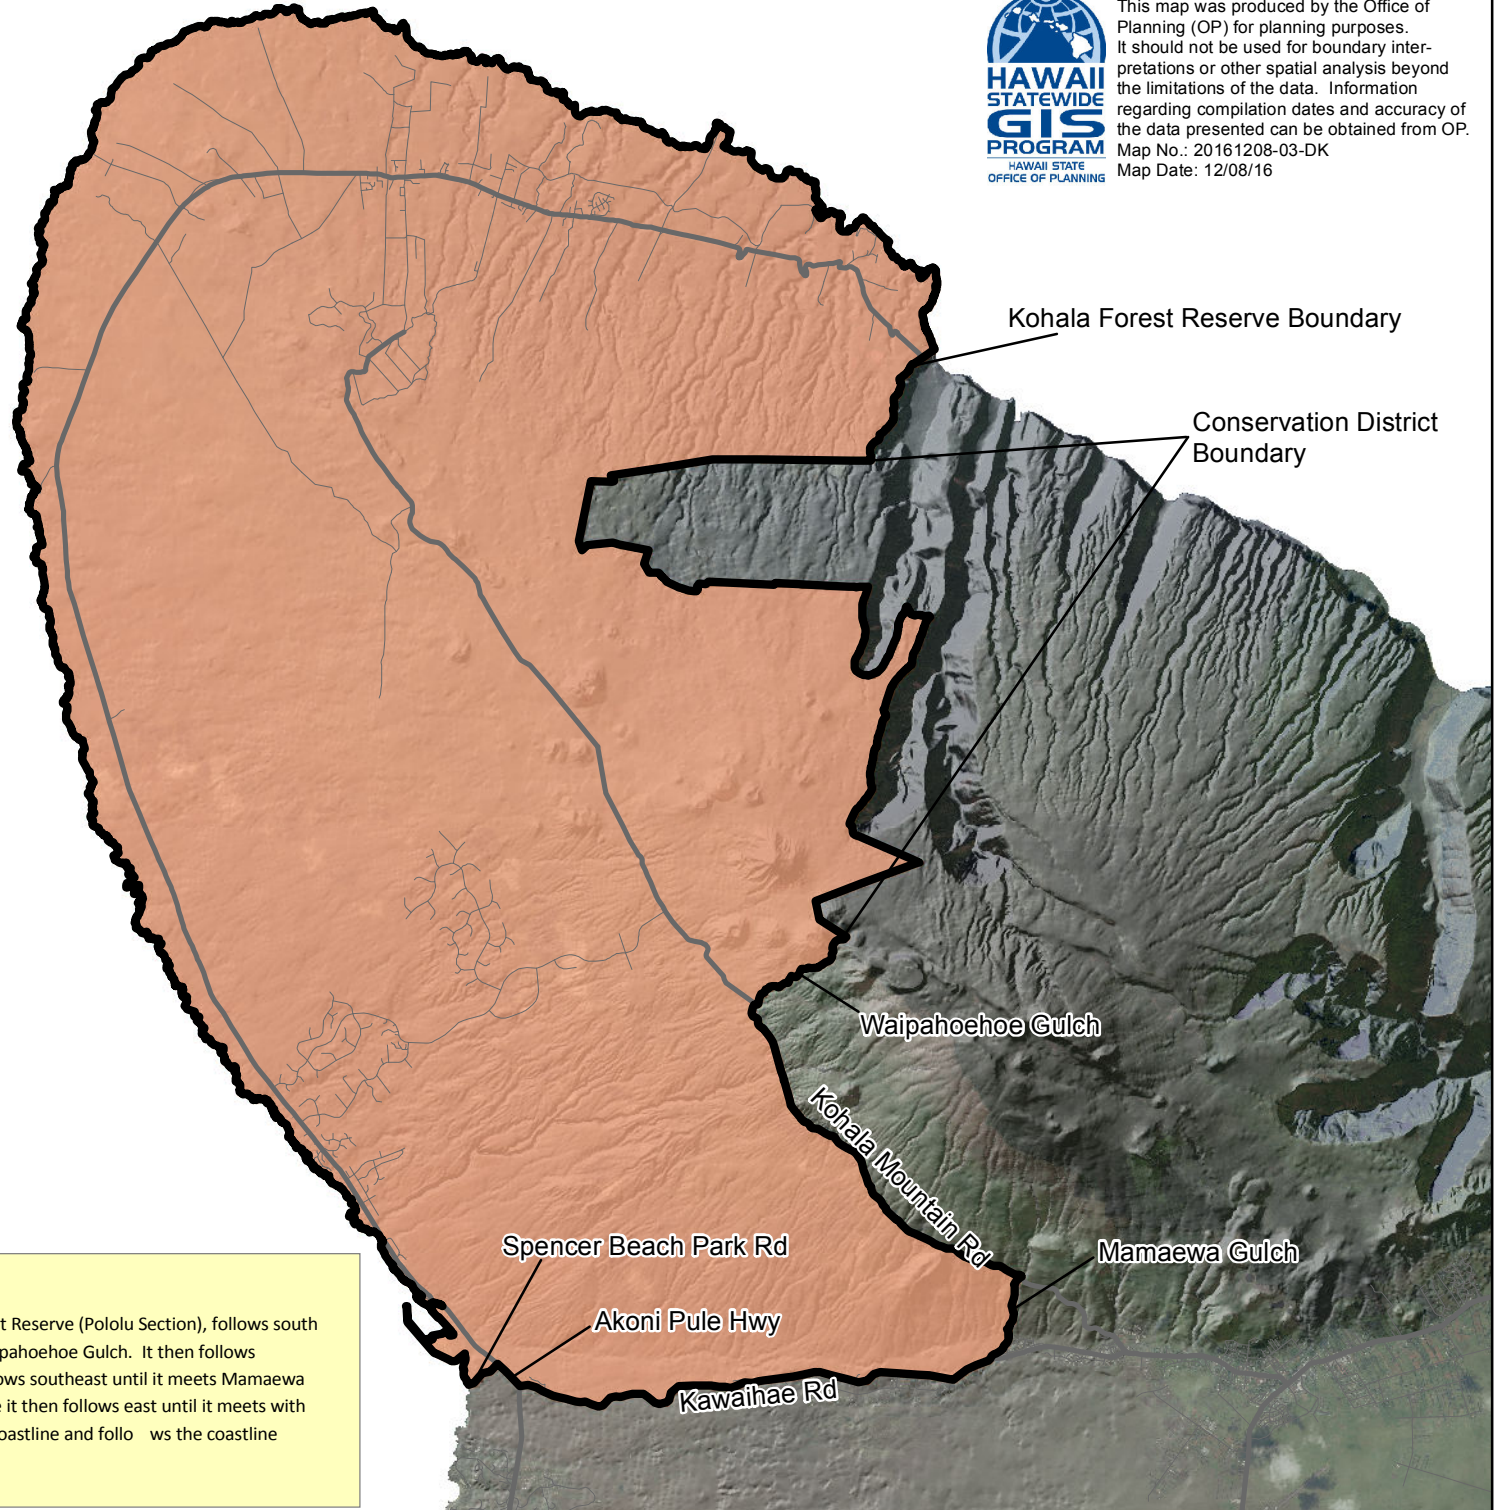 This map was produced by the Office of
Planning (OP) for planning purposes.
It should not be used for boundary inter-
pretations or other spatial analysis beyond
the limitations of the data.  Information
regarding compilation dates and accuracy of
the data presented can be obtained from OP.
Map No.: 20161208-03-DK
Map Date: 12/08/16
HAWAII
STATEWIDE
GIS
PROGRAM
HAWAII STATE
OFFICE OF PLANNING
Kohala Forest Reserve Boundary
Conservation District
Boundary
Waipahoehoe Gulch
Kohala Mountain Rd
Mamaewa Gulch
Spencer Beach Park Rd
Akoni Pule Hwy
Kawaihae Rd
t Reserve (Pololu Section), follows south
pahoehoe Gulch.  It then follows
ows southeast until it meets Mamaewa
e it then follows east until it meets with
oastline and follo   ws the coastline